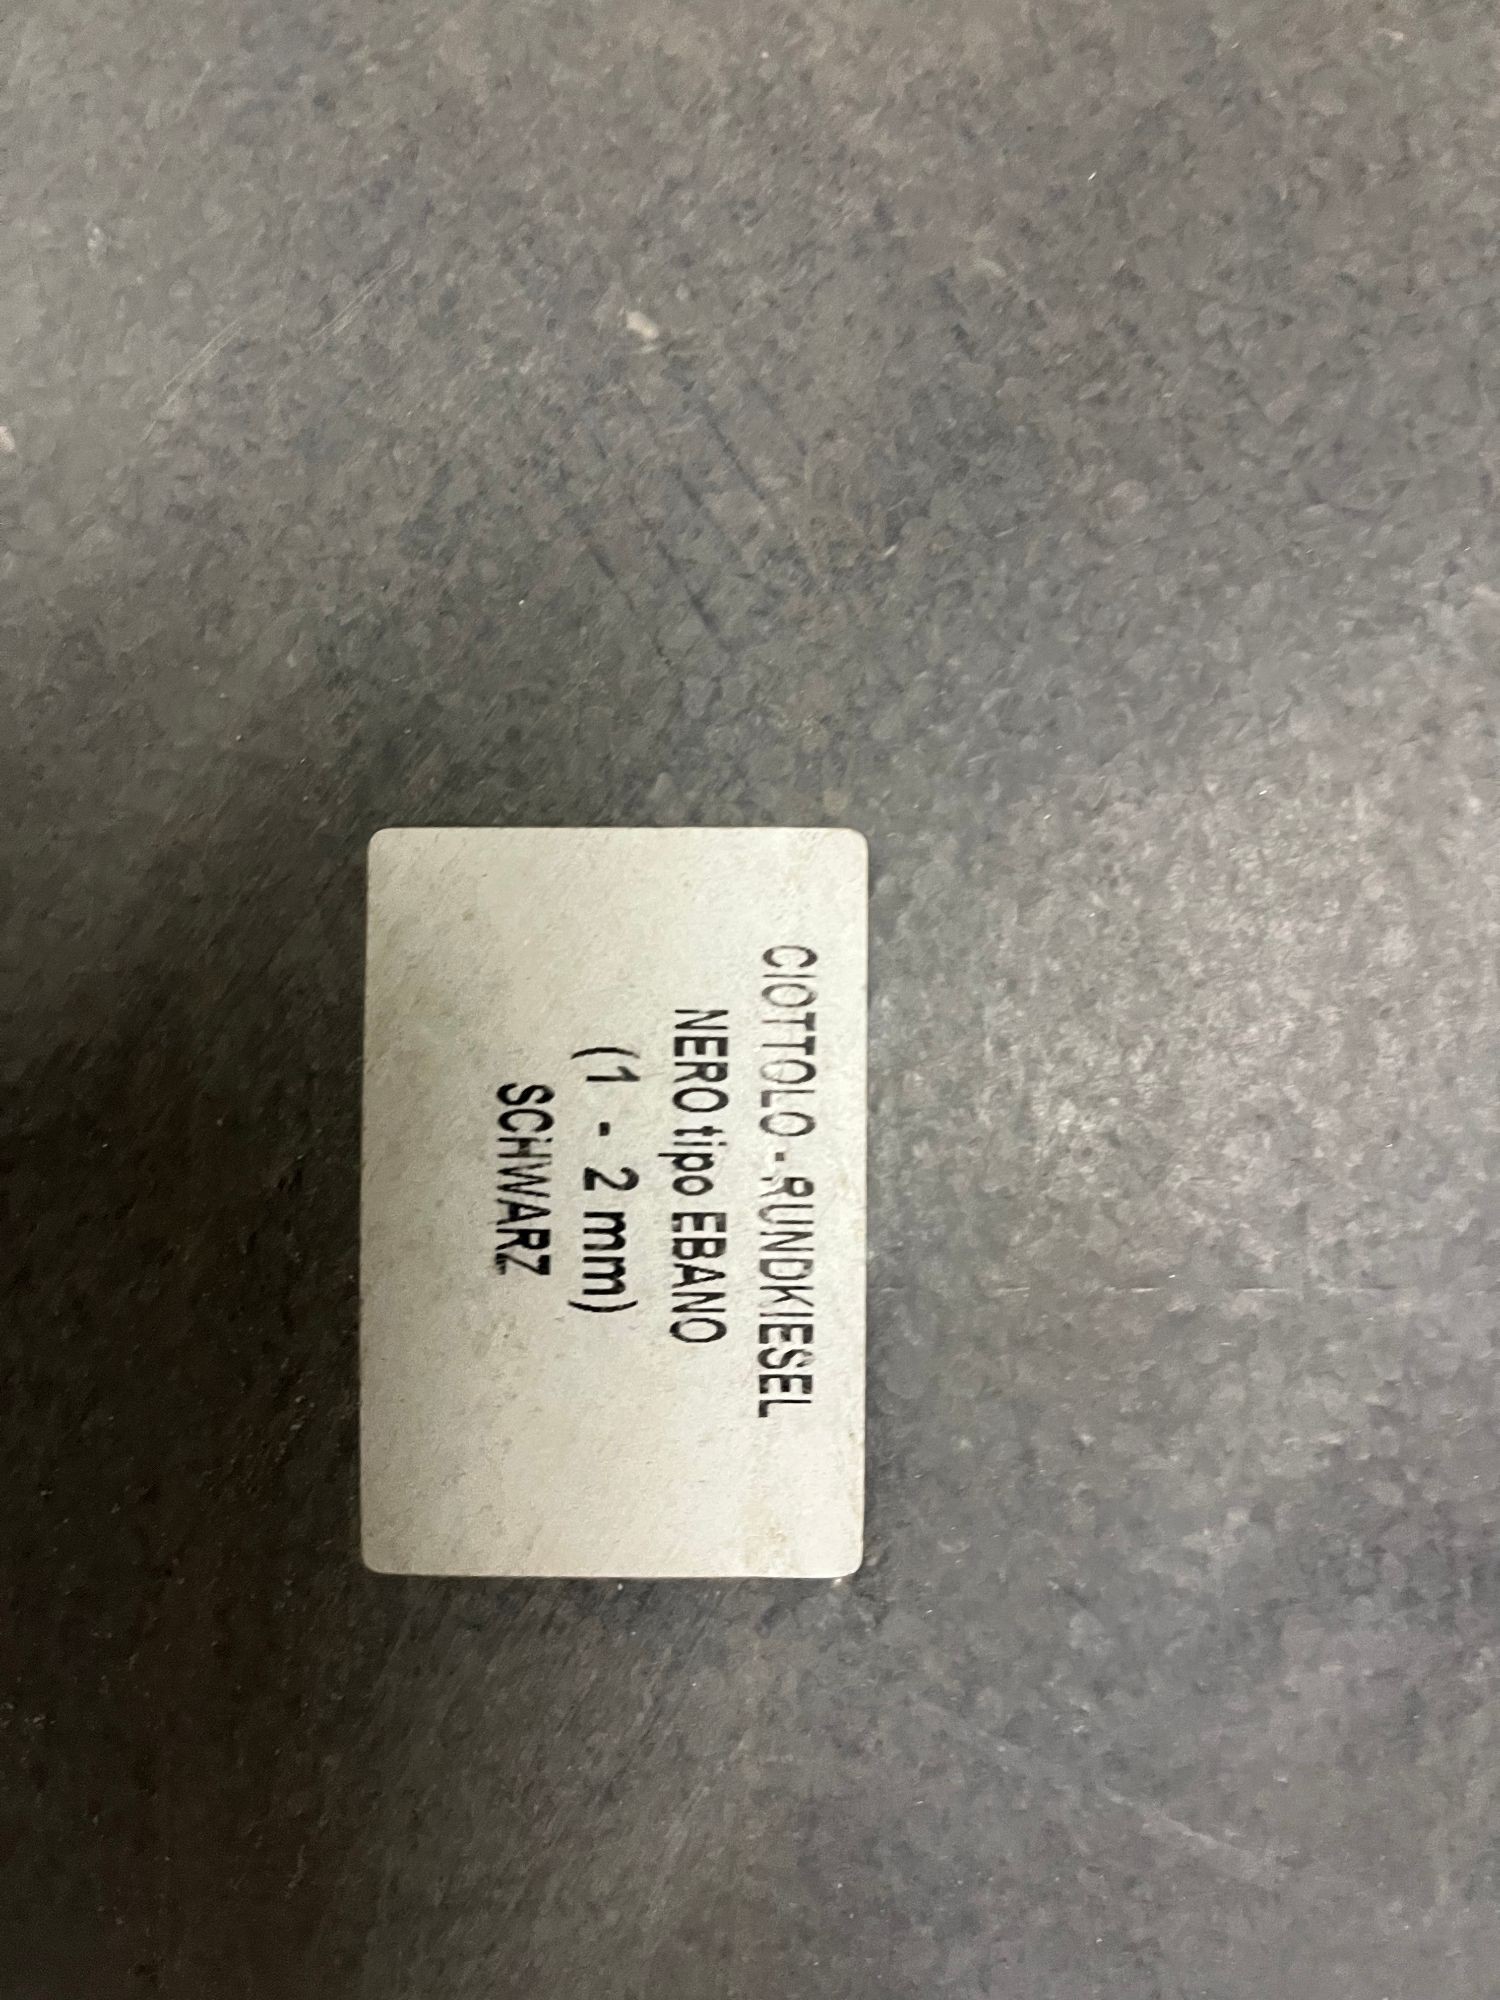 CIOTTOLO - RUNDKIESEL
NERO tipo EBANO
(1 - 2 mm)
SCHWARZ